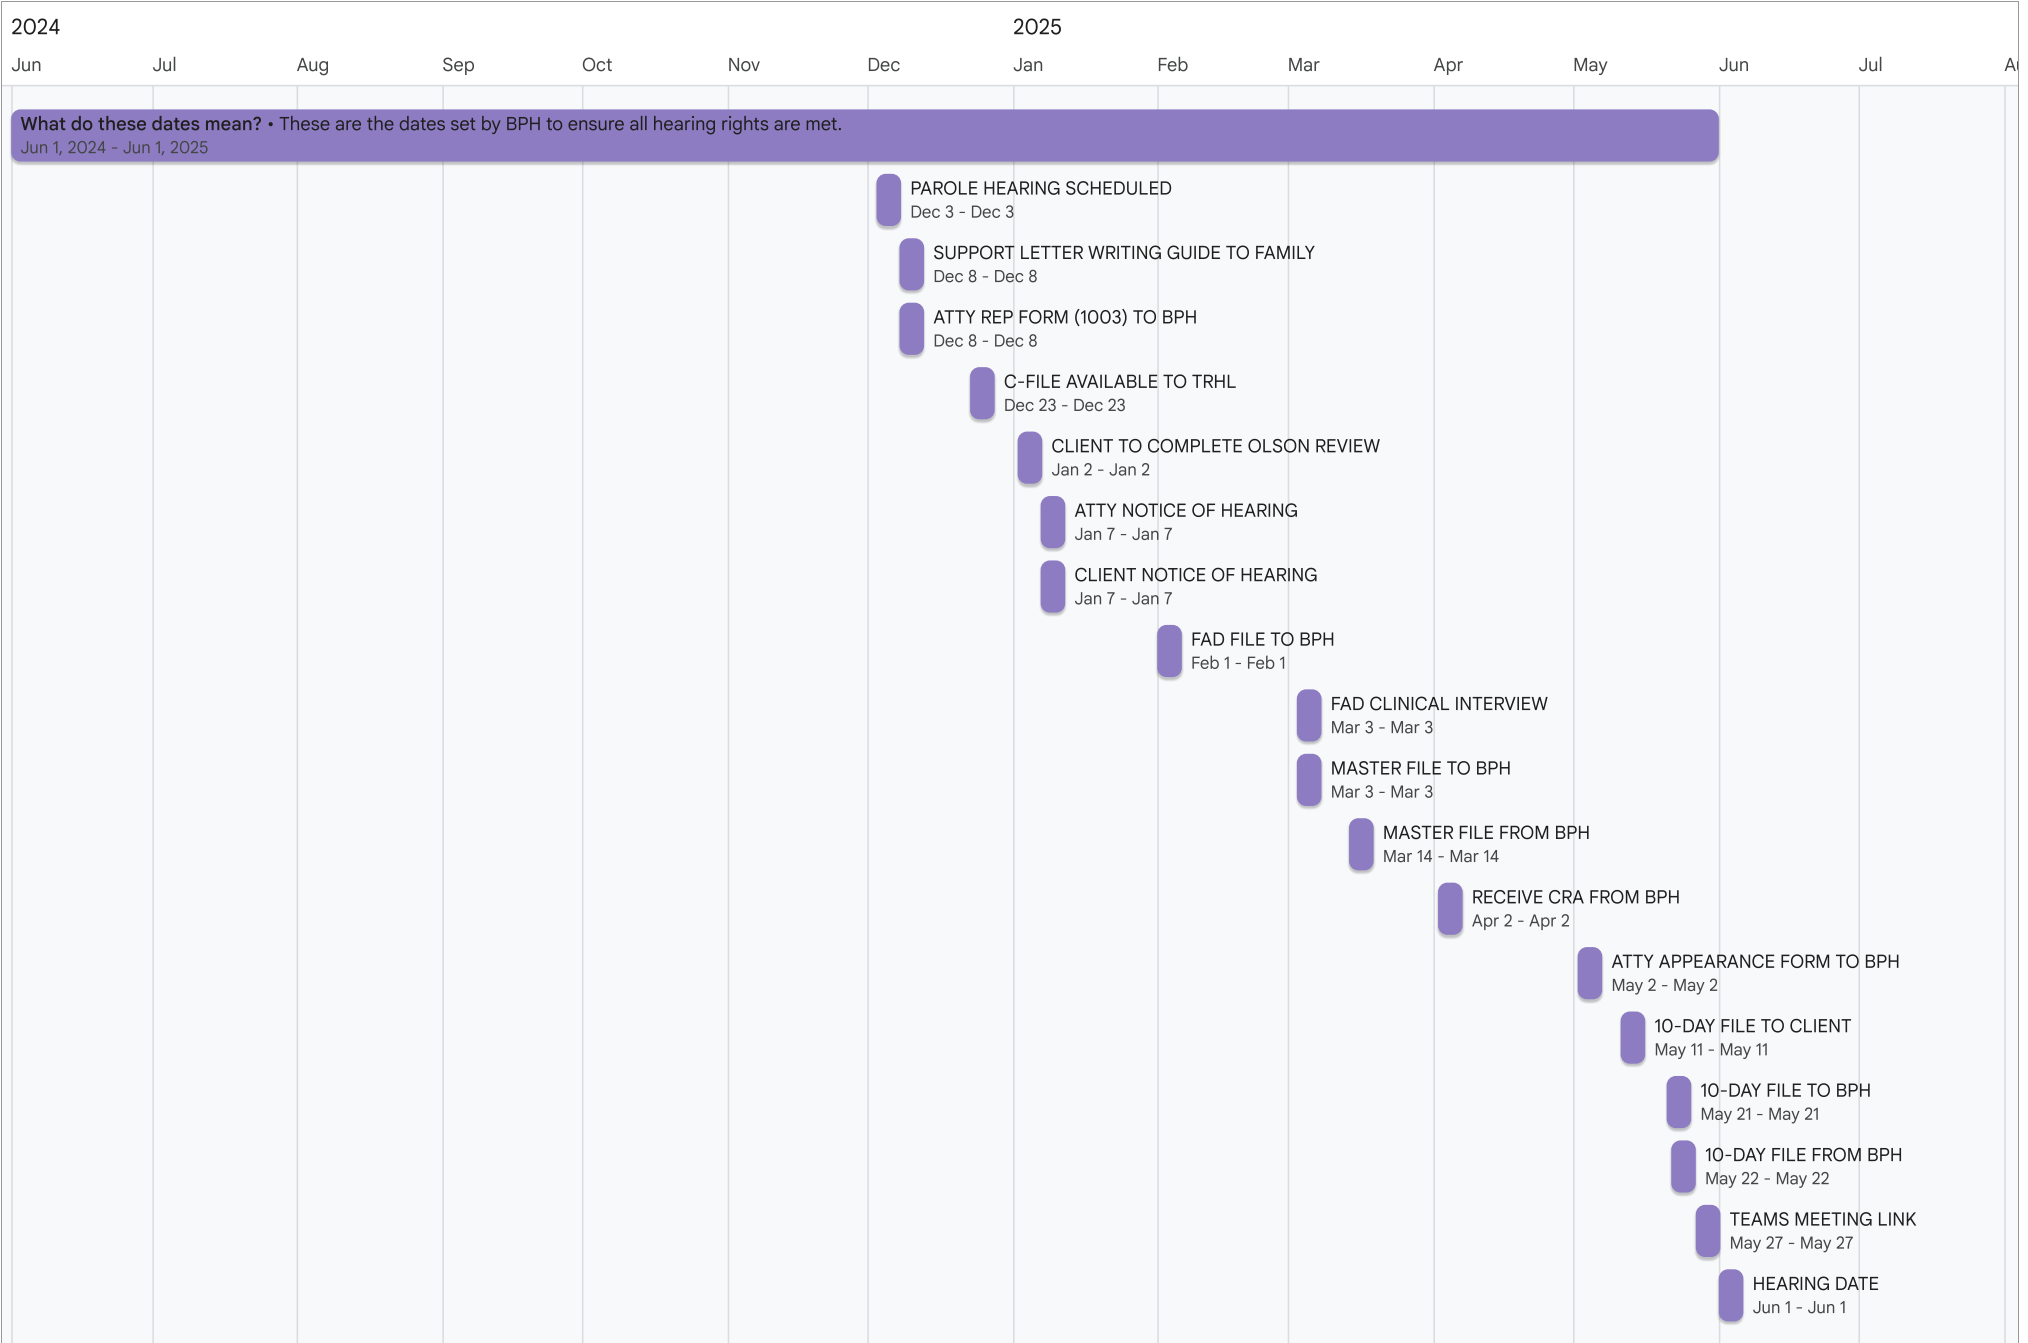 2024 2025
Jun Jul Aug Sep Oct Nov Dec Jan Feb Mar Apr May Jun Jul Au
What do these dates mean? • These are the dates set by BPH to ensure all hearing rights are met.
Jun 1, 2024 - Jun 1, 2025
PAROLE HEARING SCHEDULED
Dec 3 - Dec 3
SUPPORT LETTER WRITING GUIDE TO FAMILY
Dec 8 - Dec 8
ATTY REP FORM (1003) TO BPH
Dec 8 - Dec 8
C-FILE AVAILABLE TO TRHL
Dec 23 - Dec 23
CLIENT TO COMPLETE OLSON REVIEW
Jan 2 - Jan 2
ATTY NOTICE OF HEARING
Jan 7 - Jan 7
CLIENT NOTICE OF HEARING
Jan 7 - Jan 7
FAD FILE TO BPH
Feb 1 - Feb 1
FAD CLINICAL INTERVIEW
Mar 3 - Mar 3
MASTER FILE TO BPH
Mar 3 - Mar 3
MASTER FILE FROM BPH
Mar 14 - Mar 14
RECEIVE CRA FROM BPH
Apr 2 - Apr 2
ATTY APPEARANCE FORM TO BPH
May 2 - May 2
10-DAY FILE TO CLIENT
May 11 - May 11
10-DAY FILE TO BPH
May 21 - May 21
10-DAY FILE FROM BPH
May 22 - May 22
TEAMS MEETING LINK
May 27 - May 27
HEARING DATE
Jun 1 - Jun 1